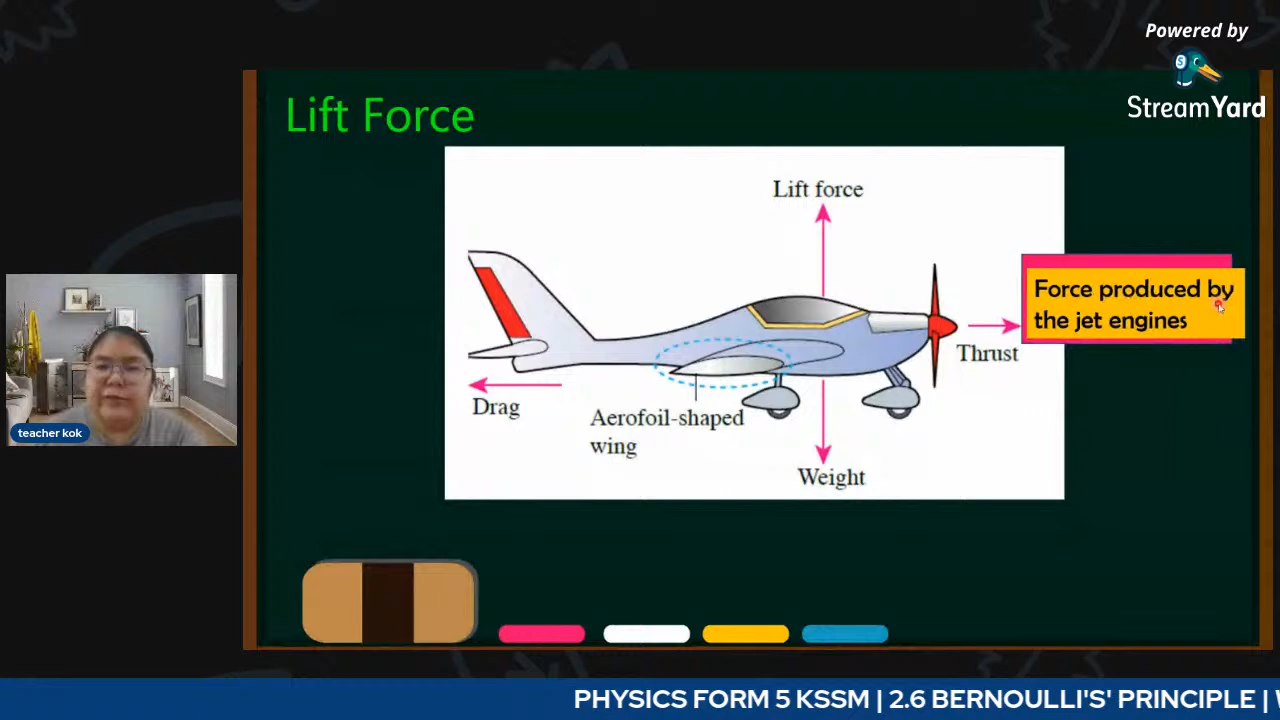 Powered by
StreamYard
Lift Force
Lift force
Force produced by
the jet engines
Thrust
Drag
Aerofoil-shaped
wing
Weight
teacher kok
PHYSICS FORM 5 KSSM | 2.6 BERNOULLI'S' PRINCIPLE |